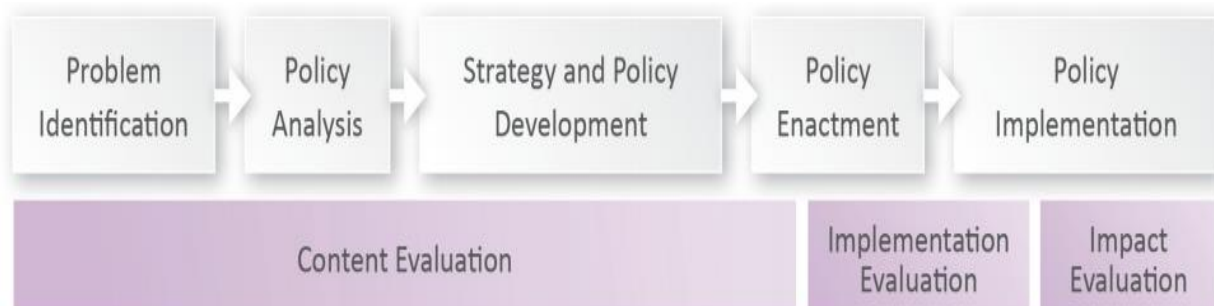 Problem
Identification
Policy
Analysis
Strategy and Policy
Development
Policy
Enactment
Policy
Implementation
Content Evaluation
Implementation
Evaluation
Impact
Evaluation